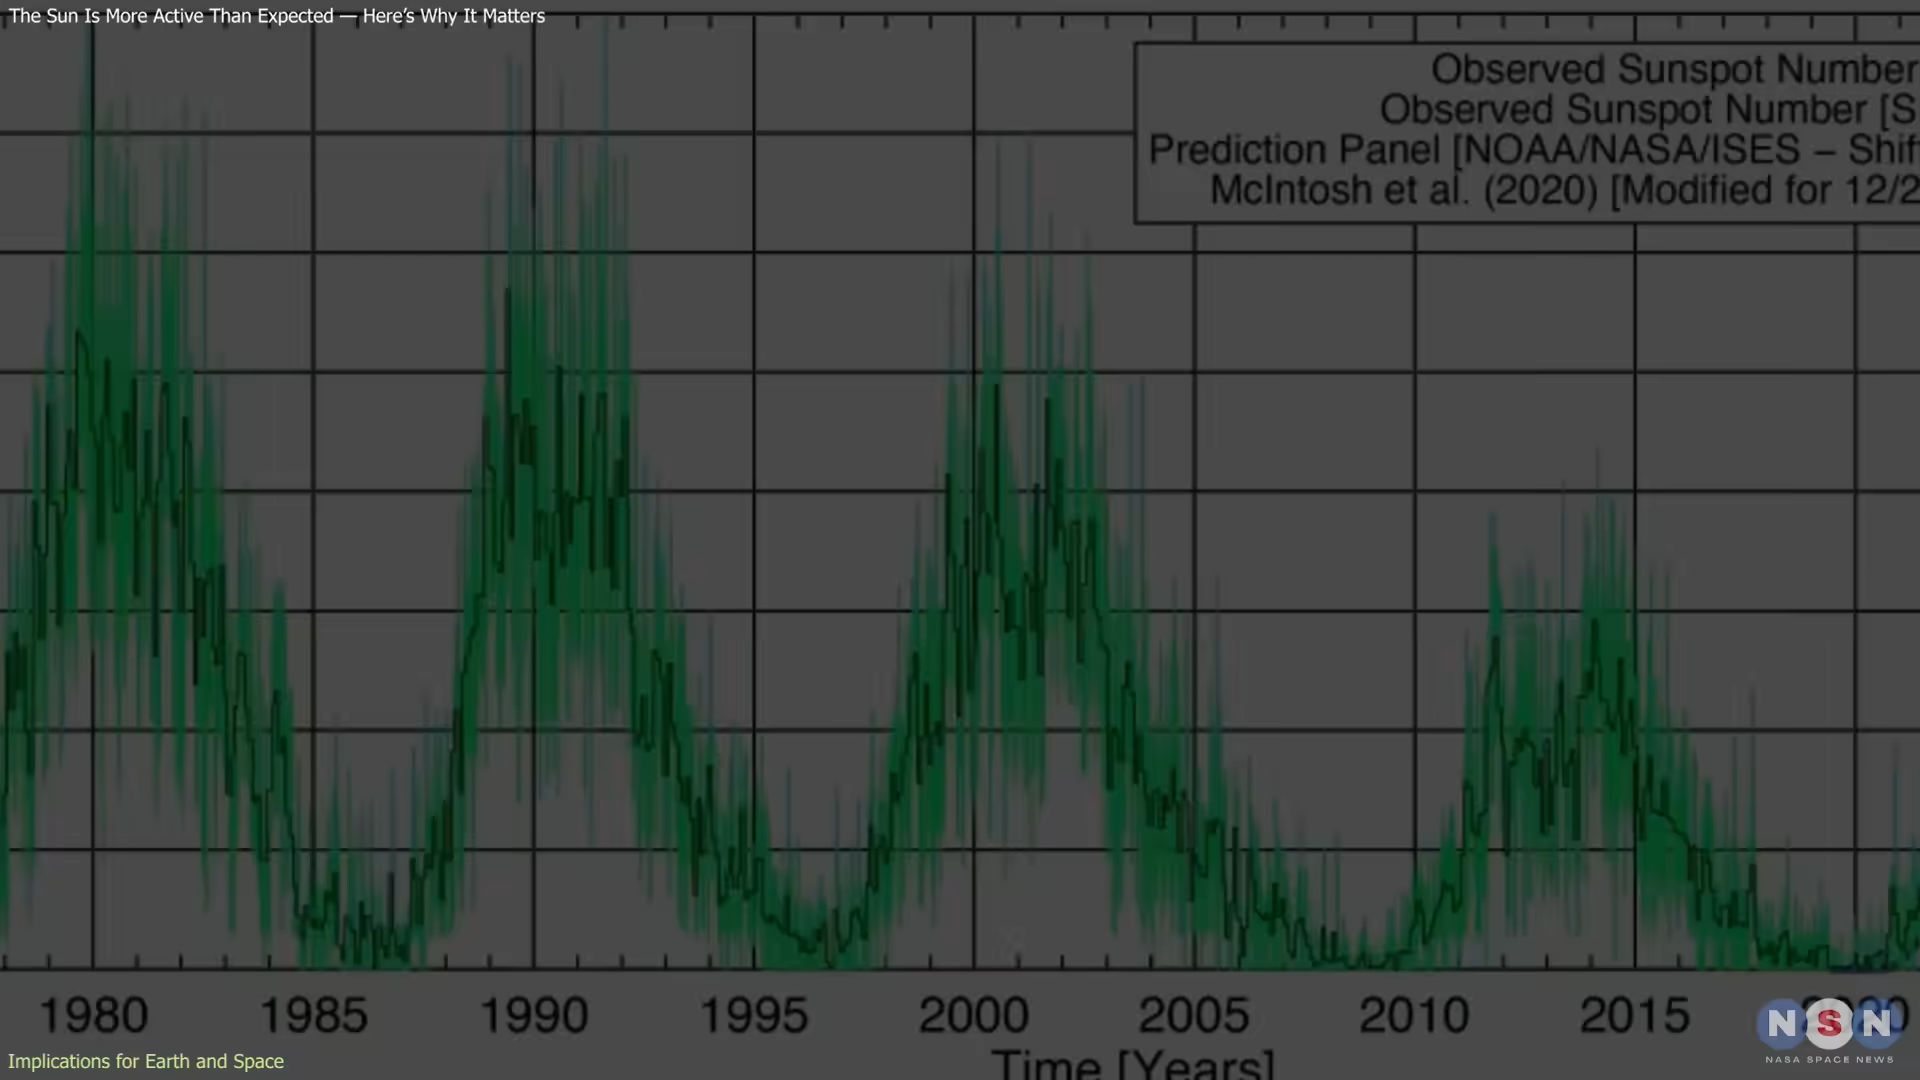 The Sun Is More Active Than Expected — Here's Why It Matters
Observed Sunspot Number
Observed Sunspot Number [S
Prediction Panel [NOAA/NASA/ISES – Shif
McIntosh et al. (2020) [Modified for 12/2
1980 1985 1990 1995 2000 2005 2010 2015 2020
Time [Years]
NSN
NASA SPACE NEWS
Implications for Earth and Space